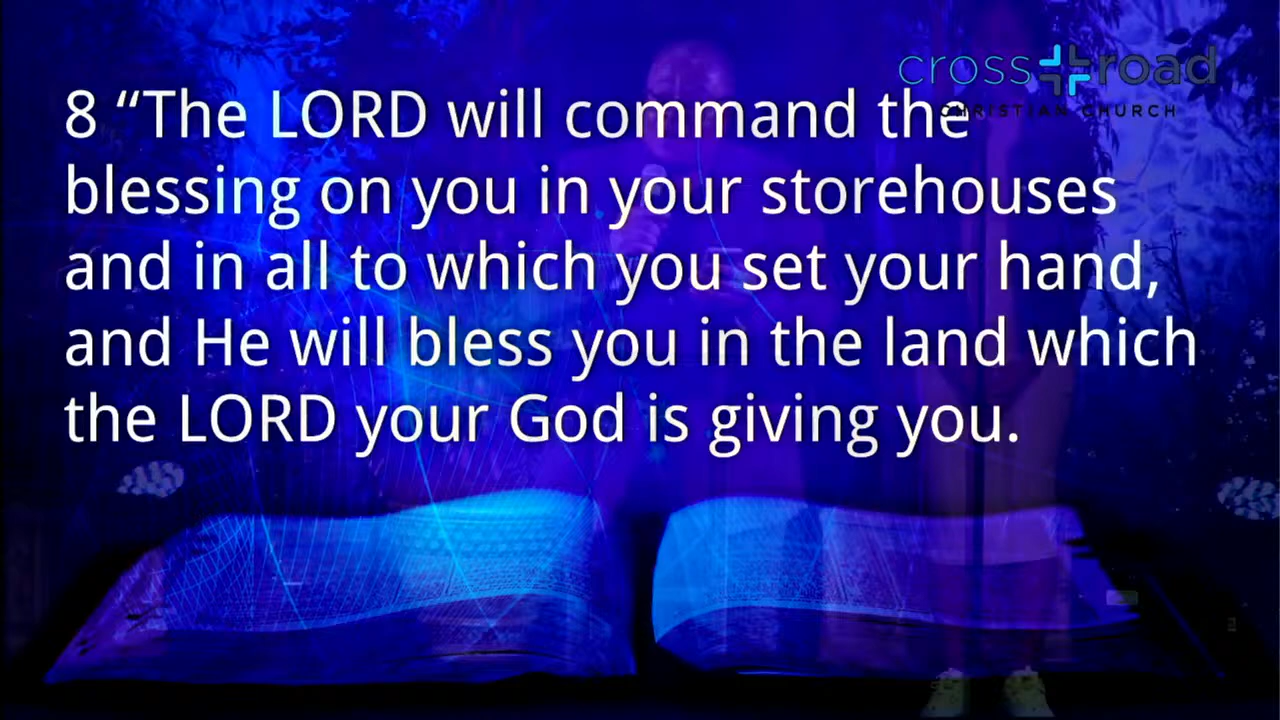 cross road
CHRISTIAN CHURCH
8 “The LORD will command the
blessing on you in your storehouses
and in all to which you set your hand,
and He will bless you in the land which
the LORD your God is giving you.